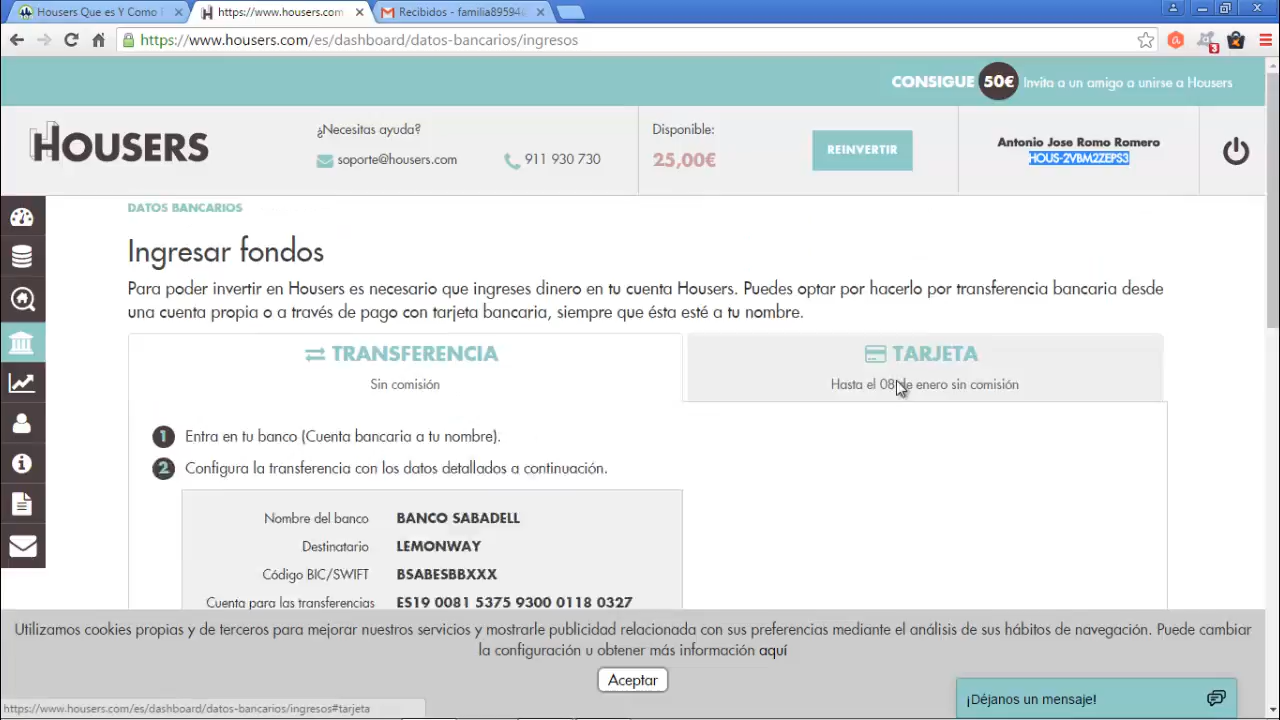 Housers Que es Y Como
https://www.housers.com
Recibidos - familia8959
https://www.housers.com/es/dashboard/datos-bancarios/ingresos
3
CONSIGUE 50€ Invita a un amigo a unirse a Housers
HOUSERS
¿Necesitas ayuda?
soporte@housers.com
911 930 730
Disponible:
25,00€
REINVERTIR
Antonio Jose Romo Romero
HOUS-2VBM2ZEPS3
DATOS BANCARIOS
Ingresar fondos
Para poder invertir en Housers es necesario que ingreses dinero en tu cuenta Housers. Puedes optar por hacerlo por transferencia bancaria desde
una cuenta propia o a través de pago con tarjeta bancaria, siempre que ésta esté a tu nombre.
TRANSFERENCIA
Sin comisión
TARJETA
Hasta el 08 de enero sin comisión
1 Entra en tu banco (Cuenta bancaria a tu nombre).
2 Configura la transferencia con los datos detallados a continuación.
Nombre del banco BANCO SABADELL
Destinatario LEMONWAY
Código BIC/SWIFT BSABESBBXXX
Cuenta para las transferencias ES19 0081 5375 9300 0118 0327
Utilizamos cookies propias y de terceros para mejorar nuestros servicios y mostrarle publicidad relacionada con sus preferencias mediante el análisis de sus hábitos de navegación. Puede cambiar
la configuración u obtener más información aquí
Aceptar
¡Déjanos un mensaje!
https://www.housers.com/es/dashboard/datos-bancarios/ingresos#tarjeta